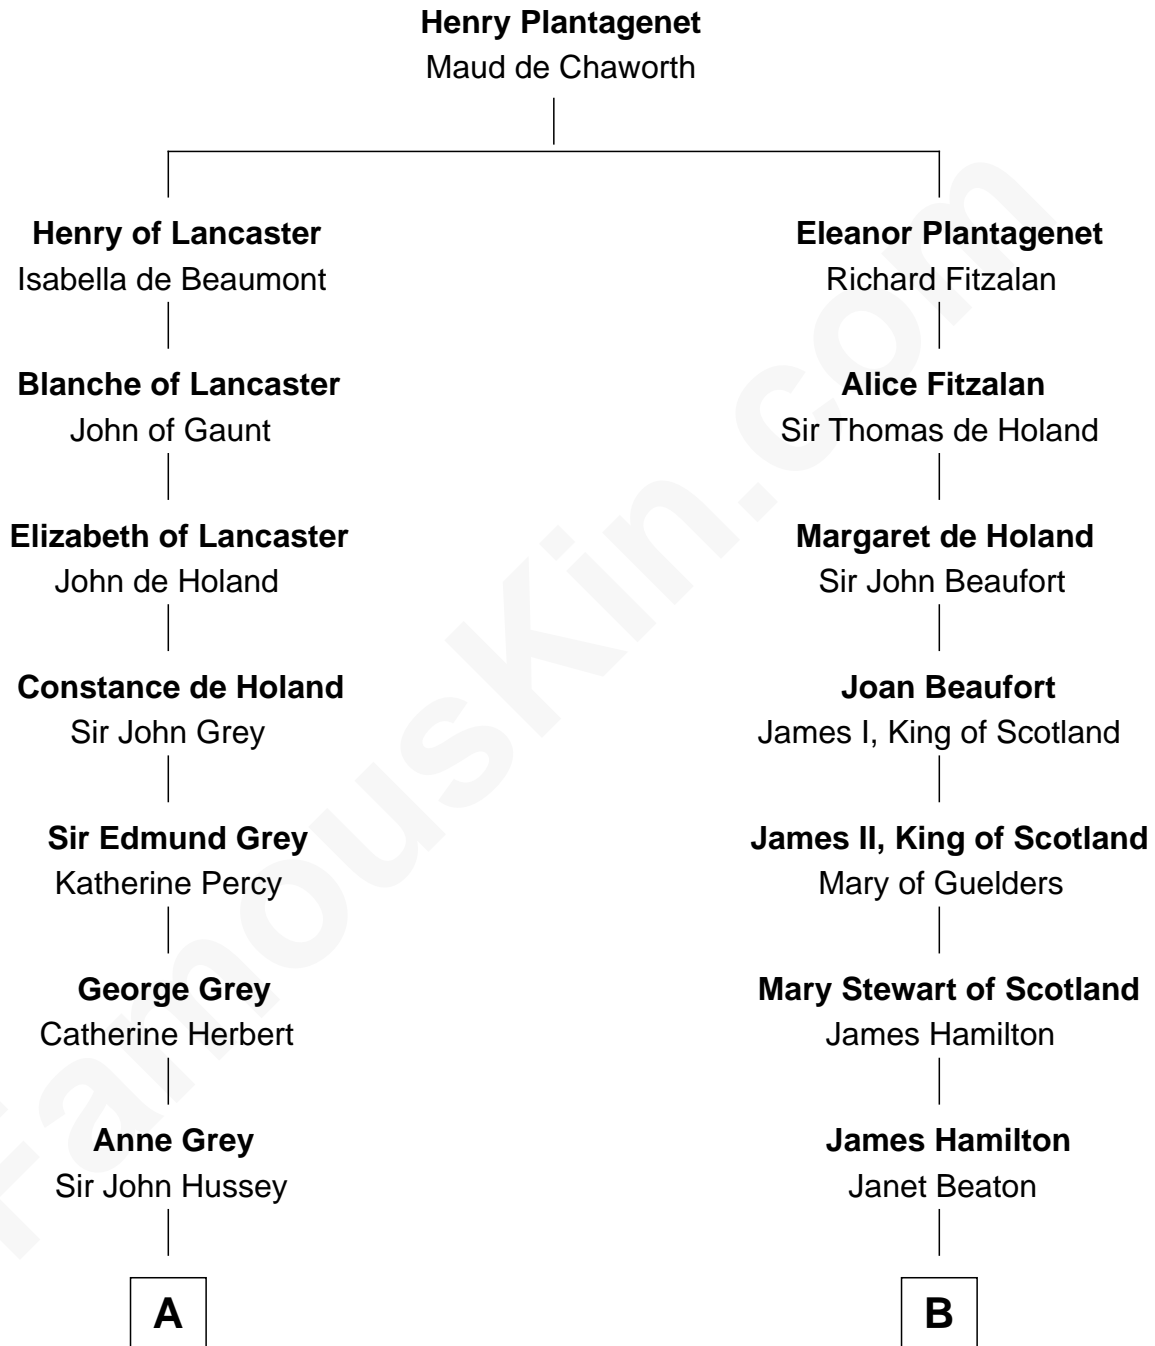 Henry Plantagenet
Maud de Chaworth
Henry of Lancaster
Isabella de Beaumont
Eleanor Plantagenet
Richard Fitzalan
Blanche of Lancaster
John of Gaunt
Alice Fitzalan
Sir Thomas de Holand
Elizabeth of Lancaster
John de Holand
Margaret de Holand
Sir John Beaufort
Constance de Holand
Sir John Grey
Joan Beaufort
James I, King of Scotland
Sir Edmund Grey
Katherine Percy
James II, King of Scotland
Mary of Guelders
George Grey
Catherine Herbert
Mary Stewart of Scotland
James Hamilton
Anne Grey
Sir John Hussey
James Hamilton
Janet Beaton
A
B
FamousKin.com